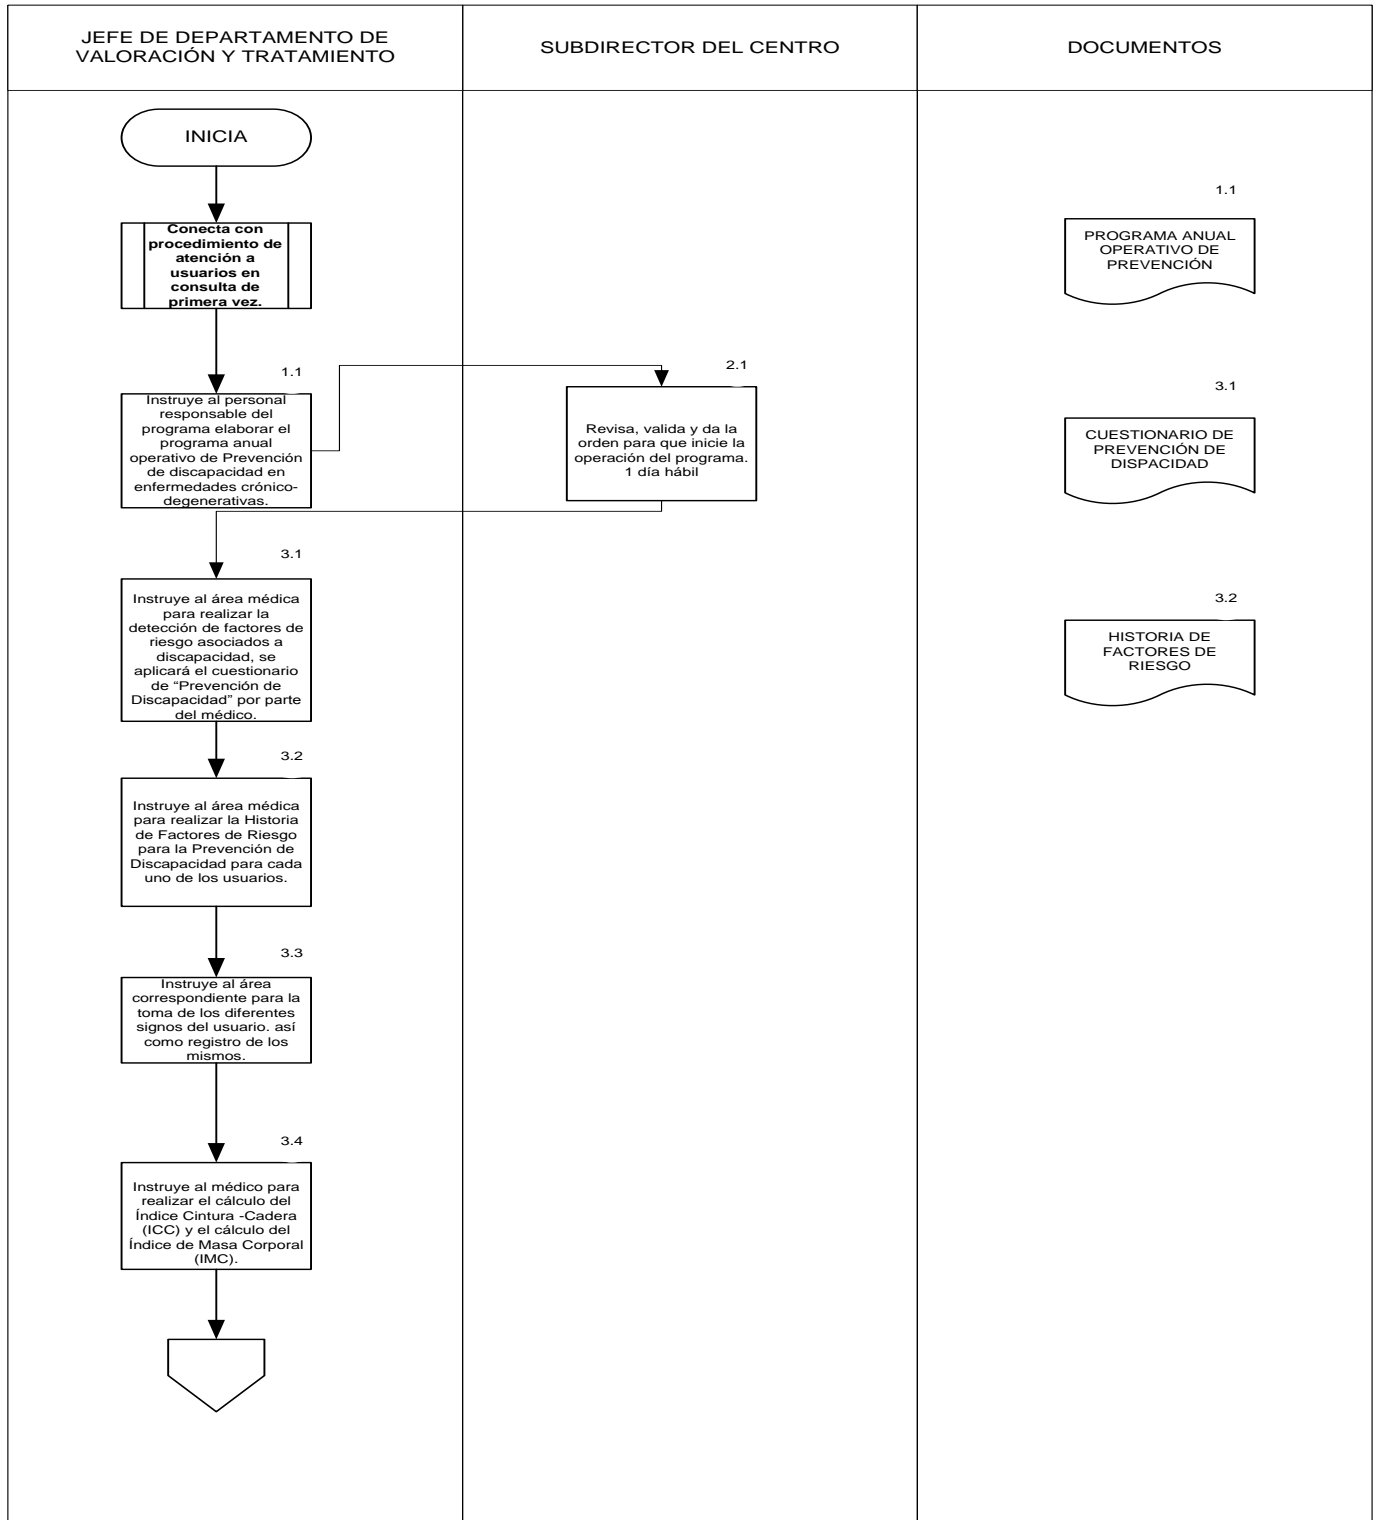 JEFE DE DEPARTAMENTO DE
VALORACIÓN Y TRATAMIENTO
SUBDIRECTOR DEL CENTRO
DOCUMENTOS
INICIA
Conecta con
procedimiento de
atención a
usuarios en
consulta de
primera vez.
1.1
Instruye al personal
responsable del
programa elaborar el
programa anual
operativo de Prevención
de discapacidad en
enfermedades crónico-
degenerativas.
2.1
Revisa, valida y da la
orden para que inicie la
operación del programa.
1 día hábil
3.1
Instruye al área médica
para realizar la
detección de factores de
riesgo asociados a
discapacidad, se
aplicará el cuestionario
de “Prevención de
Discapacidad” por parte
del médico.
3.2
Instruye al área médica
para realizar la Historia
de Factores de Riesgo
para la Prevención de
Discapacidad para cada
uno de los usuarios.
3.3
Instruye al área
correspondiente para la
toma de los diferentes
signos del usuario. así
como registro de los
mismos.
3.4
Instruye al médico para
realizar el cálculo del
Índice Cintura -Cadera
(ICC) y el cálculo del
Índice de Masa Corporal
(IMC).
1.1
PROGRAMA ANUAL
OPERATIVO DE
PREVENCIÓN
3.1
CUESTIONARIO DE
PREVENCIÓN DE
DISPACIDAD
3.2
HISTORIA DE
FACTORES DE
RIESGO